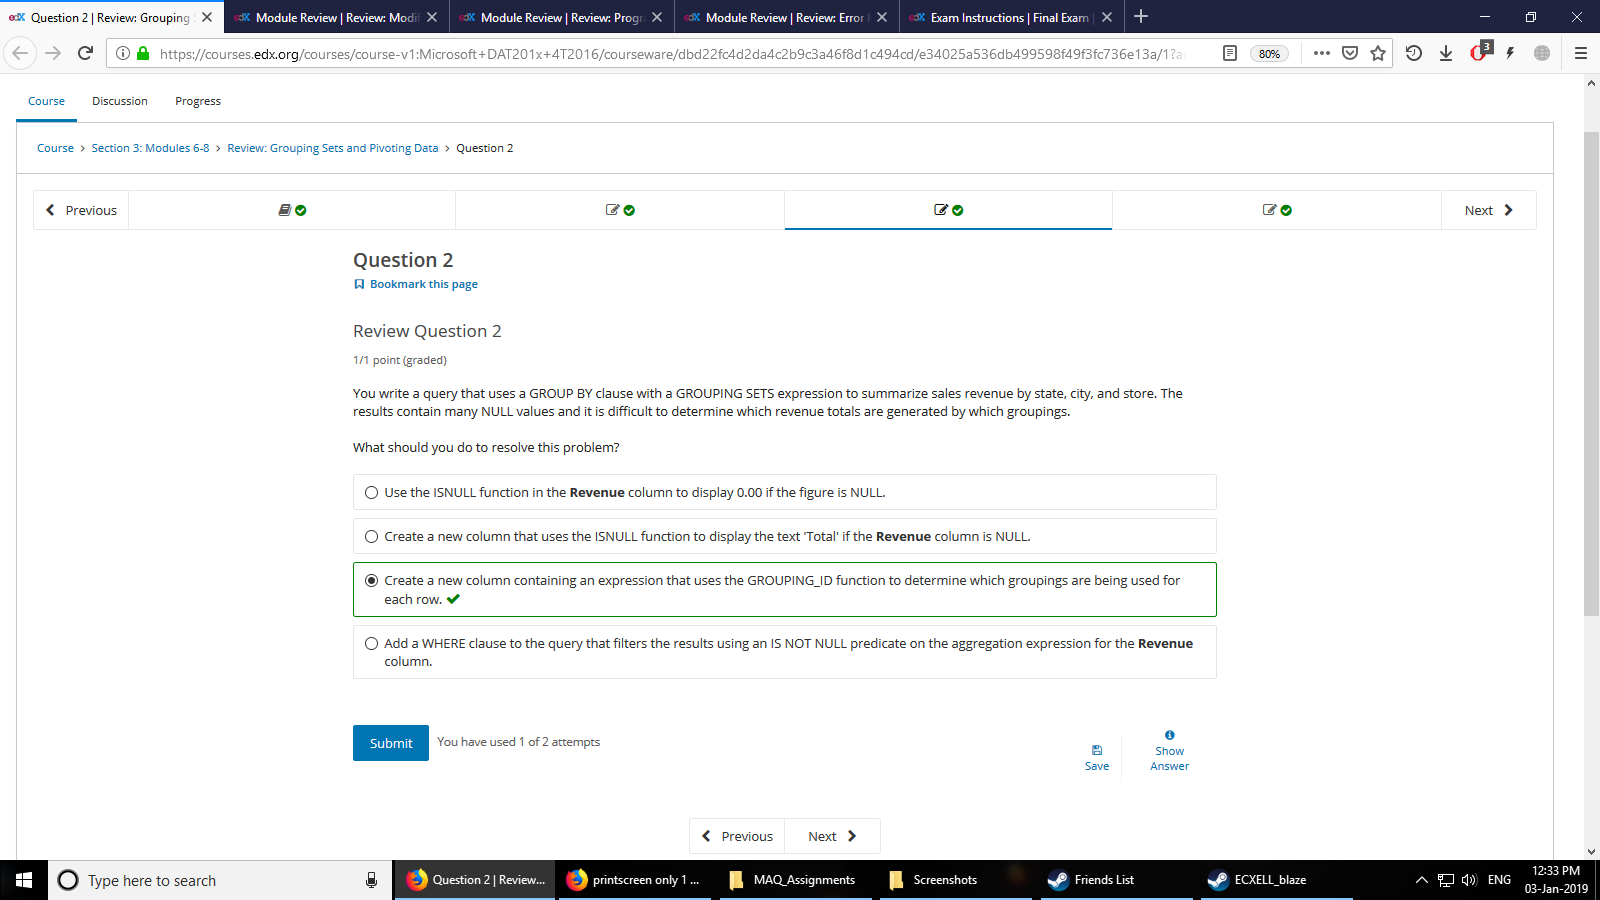 edX Question 2 | Review: Grouping
edX Module Review | Review: Modif
edX Module Review | Review: Progr
edX Module Review | Review: Error
edX Exam Instructions | Final Exam |
https://courses.edx.org/courses/course-v1:Microsoft+DAT201x+4T2016/courseware/dbd22fc4d2da4c2b9c3a46f8d1c494cd/e34025a536db499598f49f3fc736e13a/1?a
80%
3
Course Discussion Progress
Course > Section 3: Modules 6-8 > Review: Grouping Sets and Pivoting Data > Question 2
Previous
Next
Question 2
Bookmark this page
Review Question 2
1/1 point (graded)
You write a query that uses a GROUP BY clause with a GROUPING SETS expression to summarize sales revenue by state, city, and store. The
results contain many NULL values and it is difficult to determine which revenue totals are generated by which groupings.
What should you do to resolve this problem?
Use the ISNULL function in the Revenue column to display 0.00 if the figure is NULL.
Create a new column that uses the ISNULL function to display the text 'Total' if the Revenue column is NULL.
Create a new column containing an expression that uses the GROUPING_ID function to determine which groupings are being used for
each row.
Add a WHERE clause to the query that filters the results using an IS NOT NULL predicate on the aggregation expression for the Revenue
column.
Submit You have used 1 of 2 attempts
Save
Show
Answer
Previous Next
Type here to search
Question 2 | Review...
printscreen only 1 ...
MAQ_Assignments
Screenshots
Friends List
ECXELL_blaze
ENG
12:33 PM
03-Jan-2019